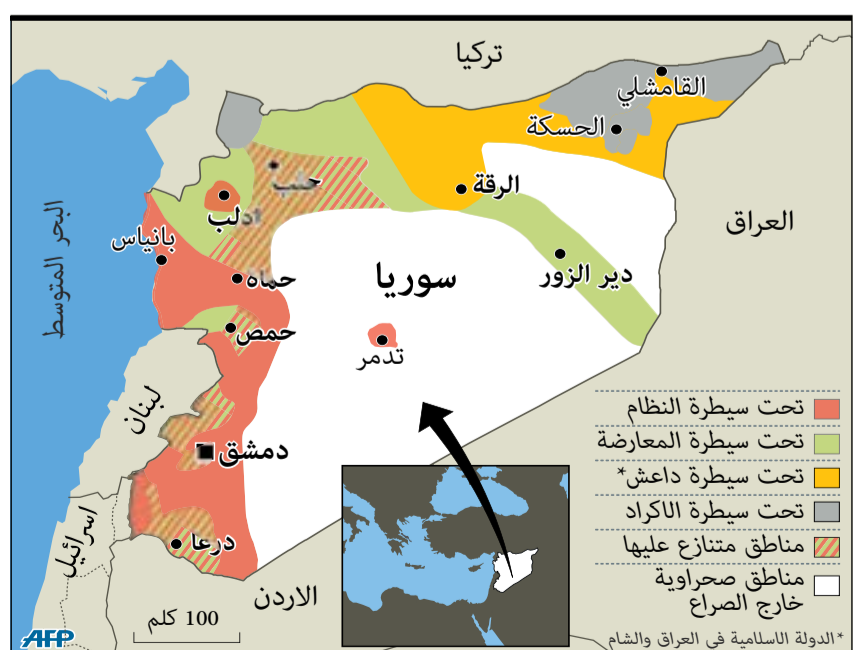 تركيا
القامشلي
الحسكة
حلب
الرقة
ادلب
العراق
بانياس
البحر المتوسط
حماه
سوريا
دير الزور
حمص
تدمر
لبنان
دمشق
اسرائيل
درعا
الاردن
100 كلم
تحت سيطرة النظام
تحت سيطرة المعارضة
تحت سيطرة داعش*
تحت سيطرة الاكراد
مناطق متنازع عليها
مناطق صحراوية
خارج الصراع
*الدولة الاسلامية في العراق والشام
AFP